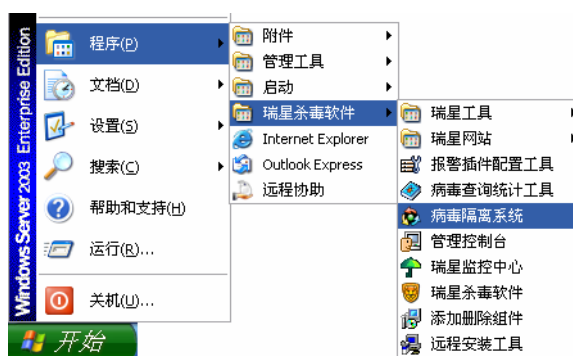 Windows Server 2003 Enterprise Edition
程序(P)
文档(D)
设置(S)
搜索(C)
帮助和支持(H)
运行(R)...
关机(U)...
开始
附件
管理工具
启动
瑞星杀毒软件
Internet Explorer
Outlook Express
远程协助
瑞星工具
瑞星网站
报警插件配置工具
病毒查询统计工具
病毒隔离系统
管理控制台
瑞星监控中心
瑞星杀毒软件
添加删除组件
远程安装工具